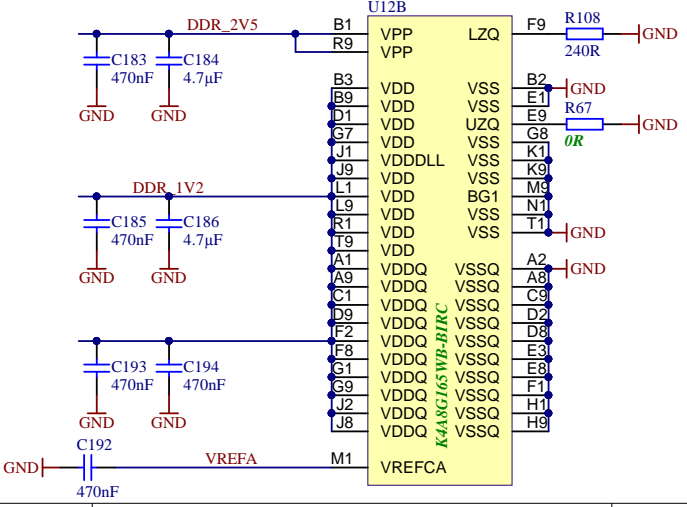 U12B
DDR_2V5 B1 VPP LZQ F9 R108 GND
R9 VPP 240R
C183 C184
470nF 4.7µF
B3 VDD VSS B2 GND
B9 VDD VSS E1
GND GND
D1 VDD UZQ E9 R67 GND
G7 VDD VSS G8 0R
J1 VDDDLL VSS K1
J9 VDD VSS K9
DDR_1V2 L1 VDD BG1 M9
L9 VDD VSS N1
C185 C186
R1 VDD VSS T1 GND
470nF 4.7µF
T9 VDD
A1 VDDQ VSSQ A2 GND
GND GND
A9 VDDQ VSSQ A8
C1 VDDQ VSSQ C9
D9 VDDQ VSSQ D2
F2 VDDQ VSSQ D8
F8 VDDQ VSSQ E3
C193 C194
G1 VDDQ VSSQ E8
470nF 470nF
G9 VDDQ VSSQ F1
J2 VDDQ VSSQ H1
GND GND
J8 VDDQ VSSQ H9
K4A8G165WB-BIRC
C192
GND VREFA M1 VREFCA
470nF